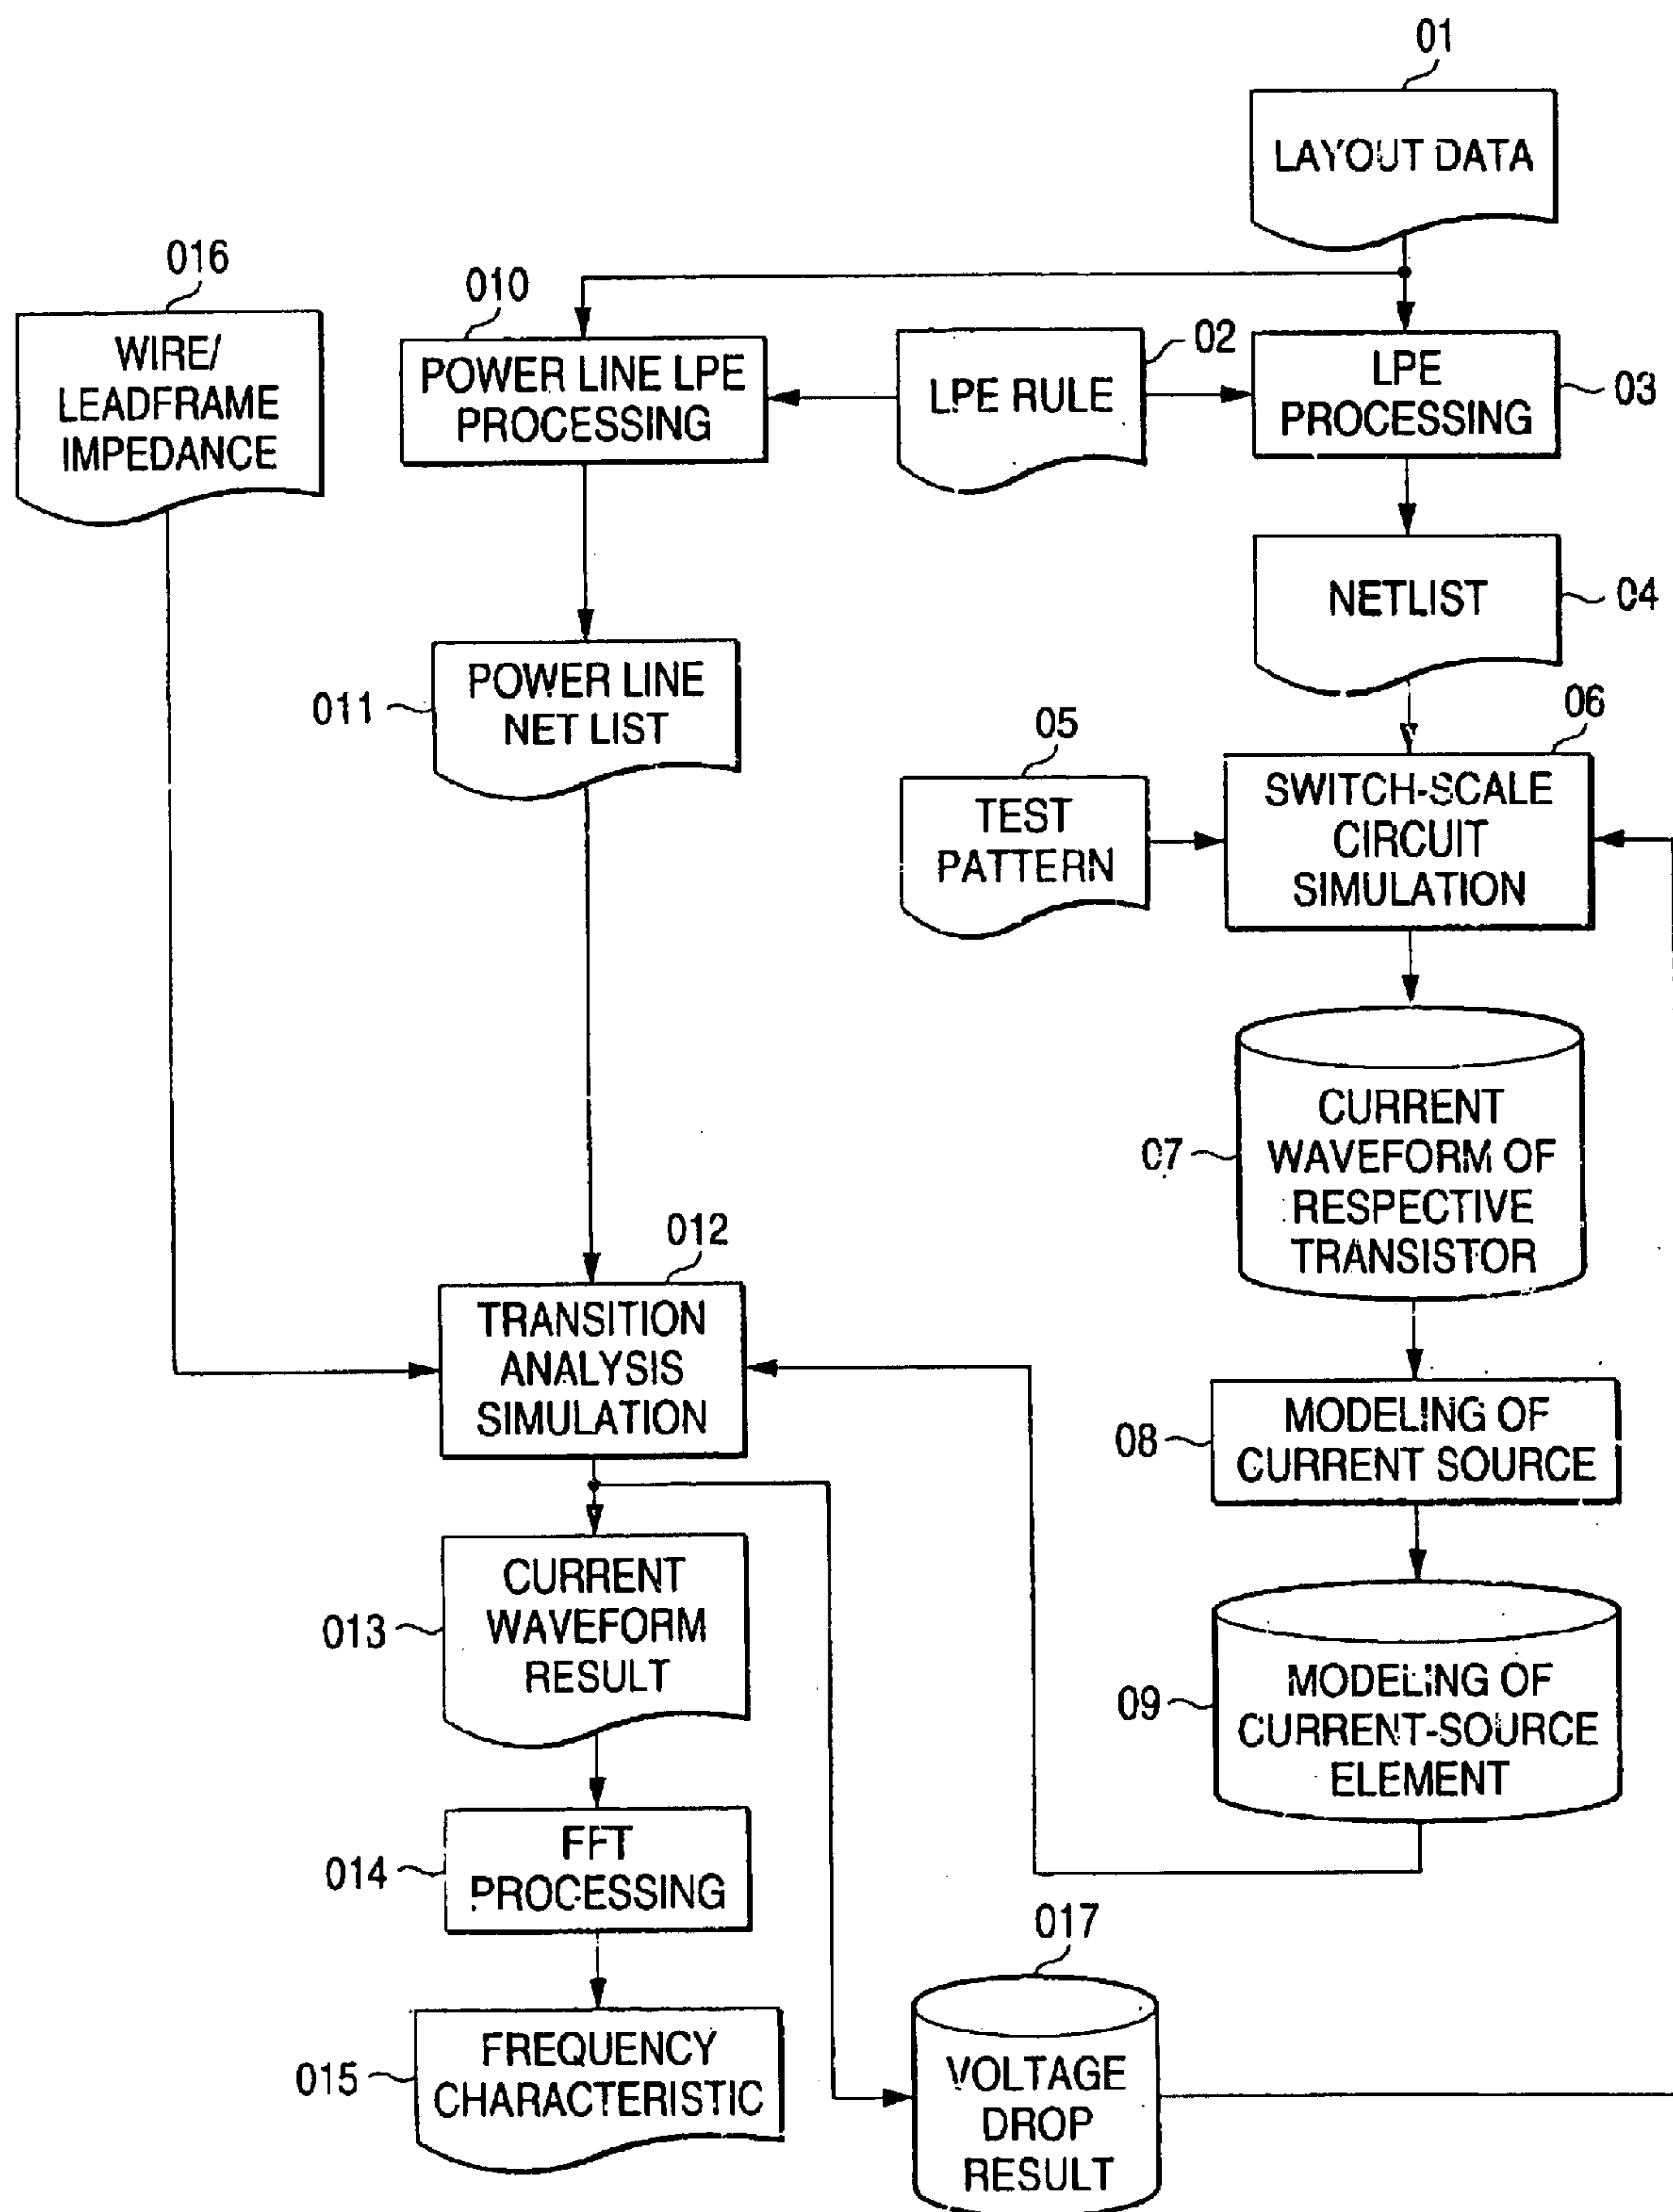 01
LAYOUT DATA
016
WIRE/
LEADFRAME
IMPEDANCE
010
POWER LINE LPE
PROCESSING
02
LPE RULE
LPE
PROCESSING
03
NETLIST
04
011
POWER LINE
NET LIST
05
TEST
PATTERN
06
SWITCH-SCALE
CIRCUIT
SIMULATION
07
CURRENT
WAVEFORM OF
RESPECTIVE
TRANSISTOR
012
TRANSITION
ANALYSIS
SIMULATION
08
MODELING OF
CURRENT SOURCE
013
CURRENT
WAVEFORM
RESULT
09
MODELING OF
CURRENT-SOURCE
ELEMENT
014
FFT
PROCESSING
017
VOLTAGE
DROP
RESULT
015
FREQUENCY
CHARACTERISTIC